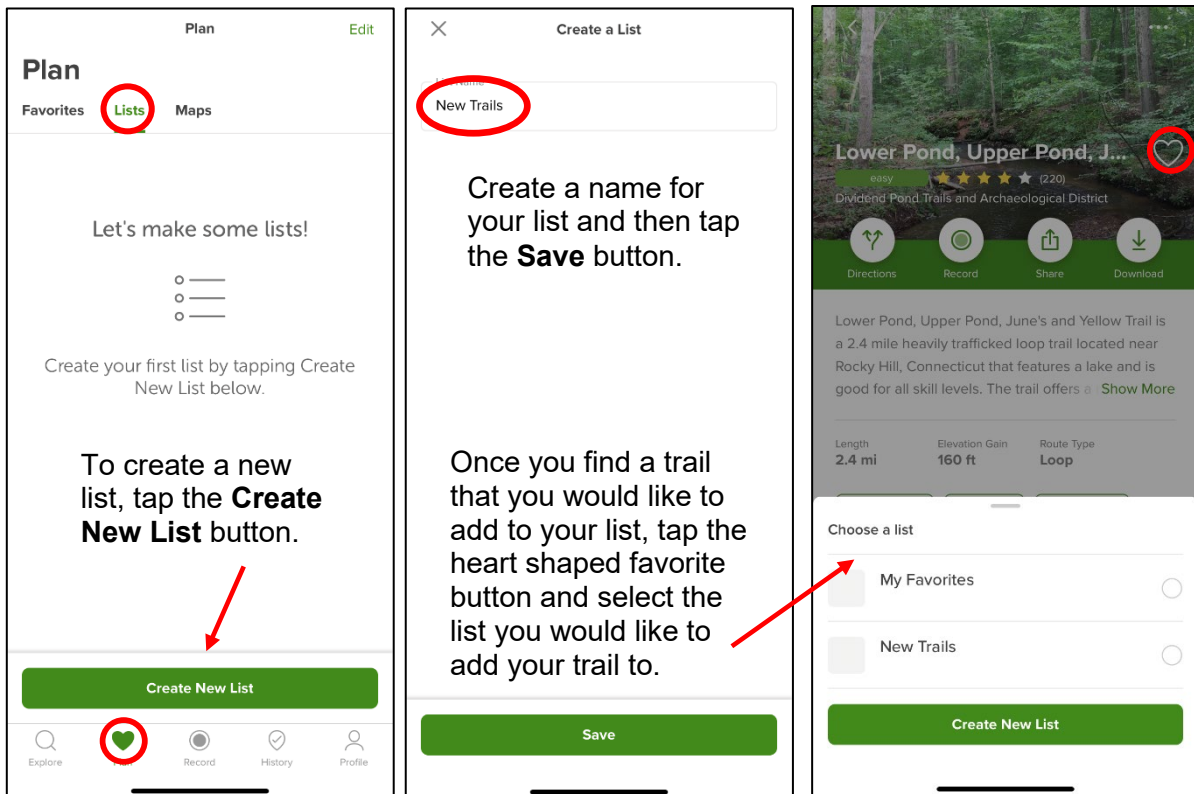 Plan
Edit
Plan
Favorites
Lists
Maps
Let's make some lists!
Create your first list by tapping Create
New List below.
To create a new
list, tap the Create
New List button.
Create New List
Explore
Plan
Record
History
Profile
Create a List
List Name
New Trails
Create a name for
your list and then tap
the Save button.
Once you find a trail
that you would like to
add to your list, tap the
heart shaped favorite
button and select the
list you would like to
add your trail to.
Save
Lower Pond, Upper Pond, J...
easy
(220)
Dividend Pond Trails and Archaeological District
Directions
Record
Share
Download
Lower Pond, Upper Pond, June's and Yellow Trail is
a 2.4 mile heavily trafficked loop trail located near
Rocky Hill, Connecticut that features a lake and is
good for all skill levels. The trail offers a Show More
Length
Elevation Gain
Route Type
2.4 mi
160 ft
Loop
Choose a list
My Favorites
New Trails
Create New List